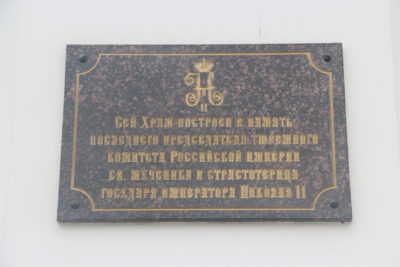 Н
II
Сей Храм построен в память
последнего председателя тюремного
комитета Российской империи
св. мученика и страстотерпца
государя императора Николая II